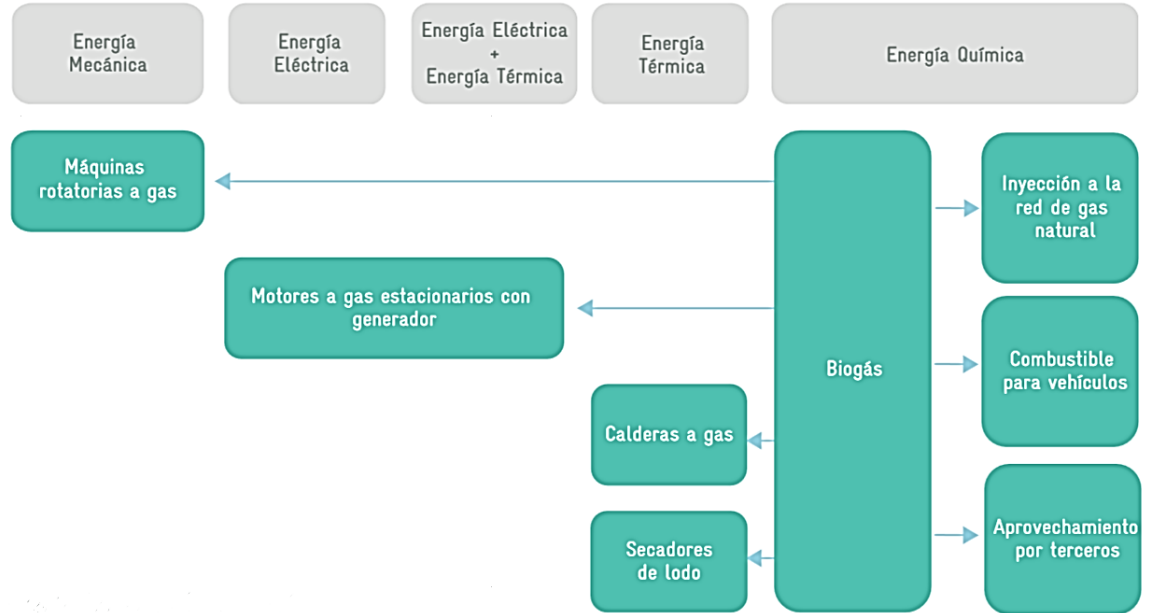 Energía
Mecánica
Energía
Eléctrica
Energía Eléctrica
+
Energía Térmica
Energía
Térmica
Energía Química
Máquinas
rotatorias a gas
Inyección a la
red de gas
natural
Motores a gas estacionarios con
generador
Biogás
Combustible
para vehículos
Calderas a gas
Secadores
de lodo
Aprovechamiento
por terceros